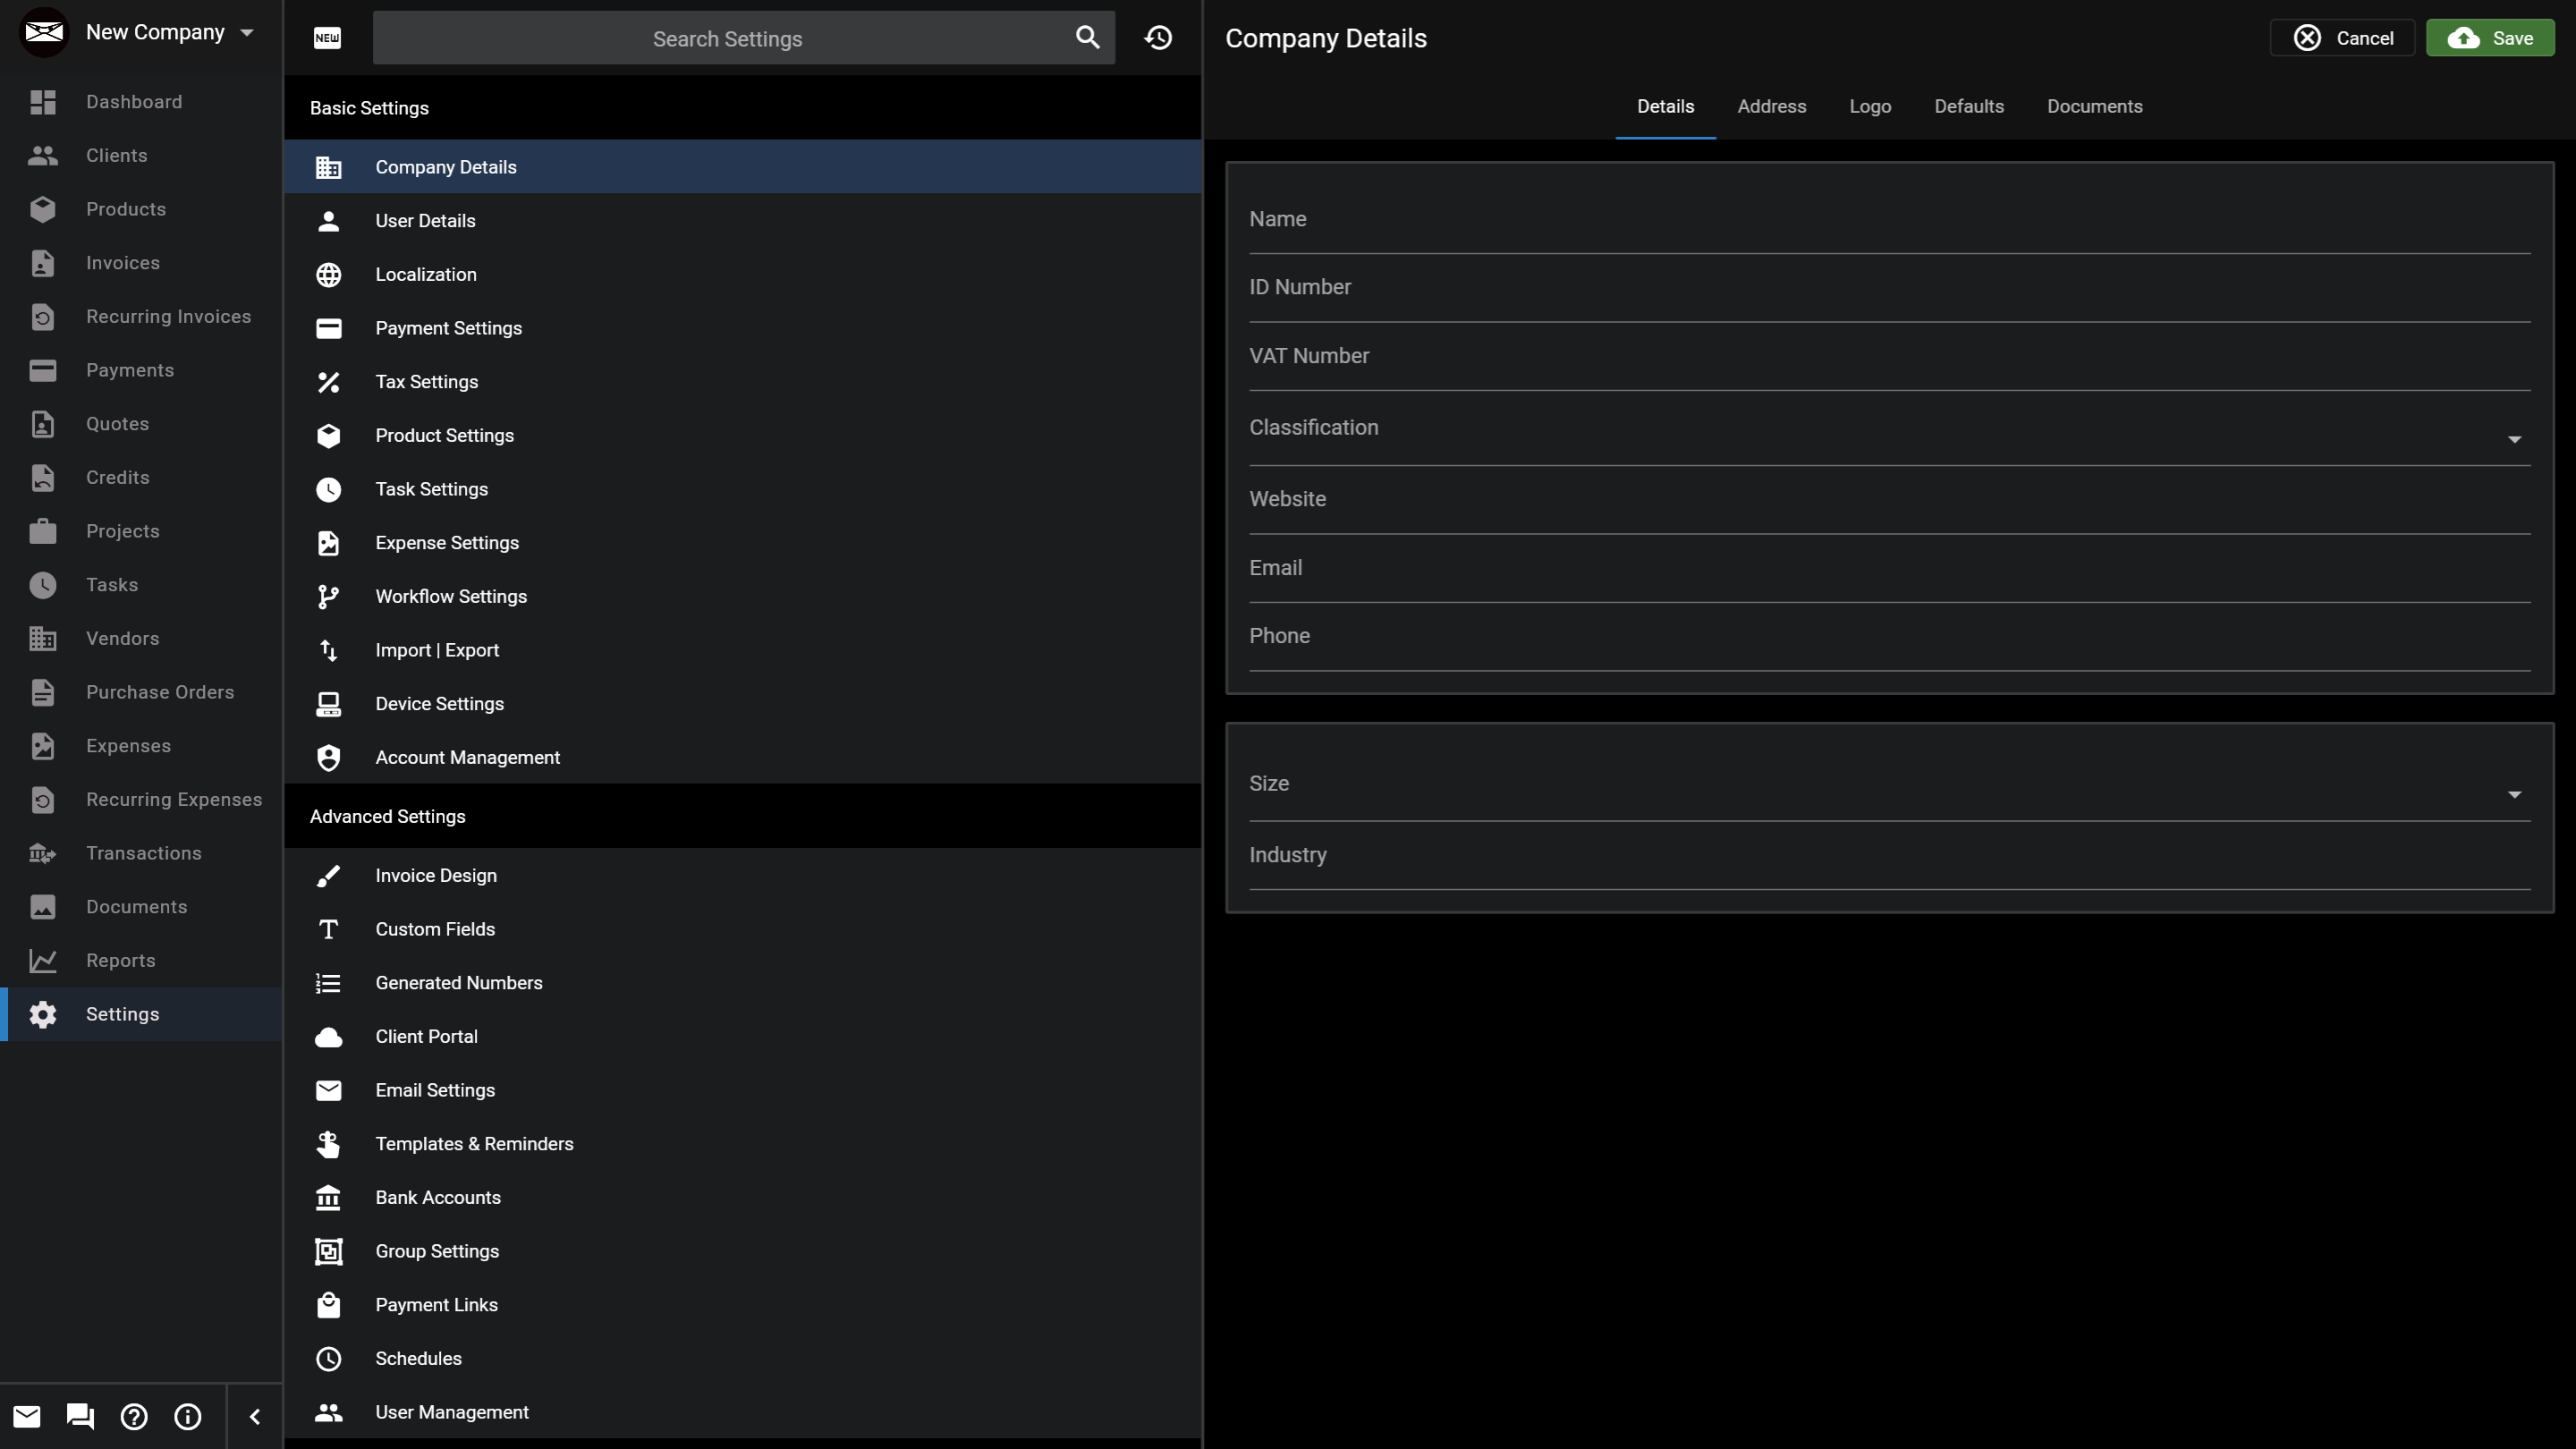 New Company
Dashboard
Clients
Products
Invoices
Recurring Invoices
Payments
Quotes
Credits
Projects
Tasks
Vendors
Purchase Orders
Expenses
Recurring Expenses
Transactions
Documents
Reports
Settings
NEW
Search Settings
Basic Settings
Company Details
User Details
Localization
Payment Settings
Tax Settings
Product Settings
Task Settings
Expense Settings
Workflow Settings
Import | Export
Device Settings
Account Management
Advanced Settings
Invoice Design
Custom Fields
Generated Numbers
Client Portal
Email Settings
Templates & Reminders
Bank Accounts
Group Settings
Payment Links
Schedules
User Management
Company Details
Cancel
Save
Details Address Logo Defaults Documents
Name
ID Number
VAT Number
Classification
Website
Email
Phone
Size
Industry